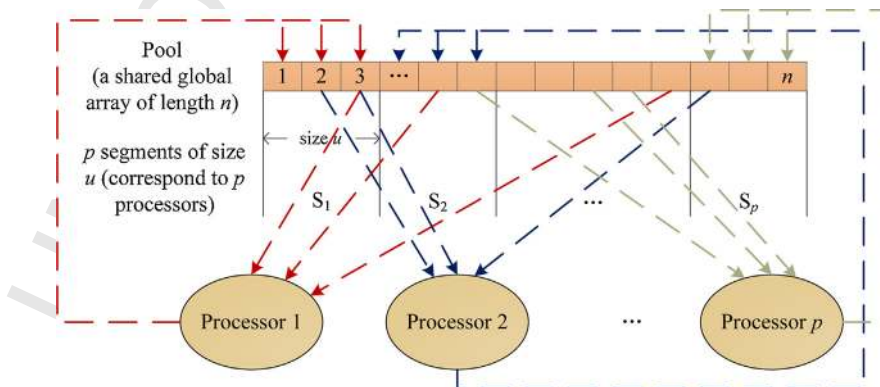 Pool
(a shared global
array of length n)
1 2 3 ... n
size u
p segments of size
u (correspond to p
processors)
S1 S2 ... Sp
Processor 1 Processor 2 ... Processor p